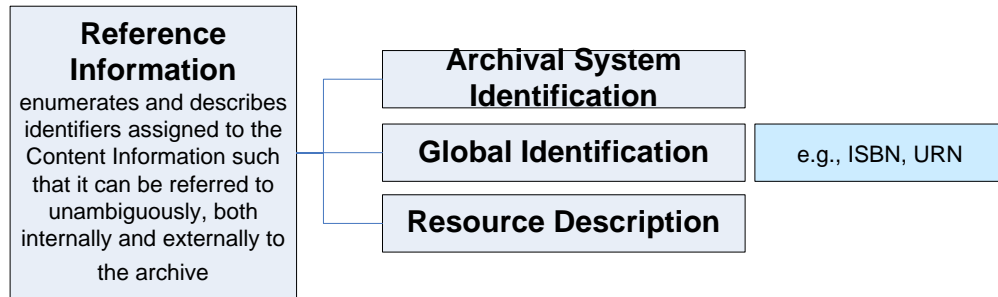 Reference
Information
enumerates and describes
identifiers assigned to the
Content Information such
that it can be referred to
unambiguously, both
internally and externally to
the archive
Archival System
Identification
Global Identification
e.g., ISBN, URN
Resource Description